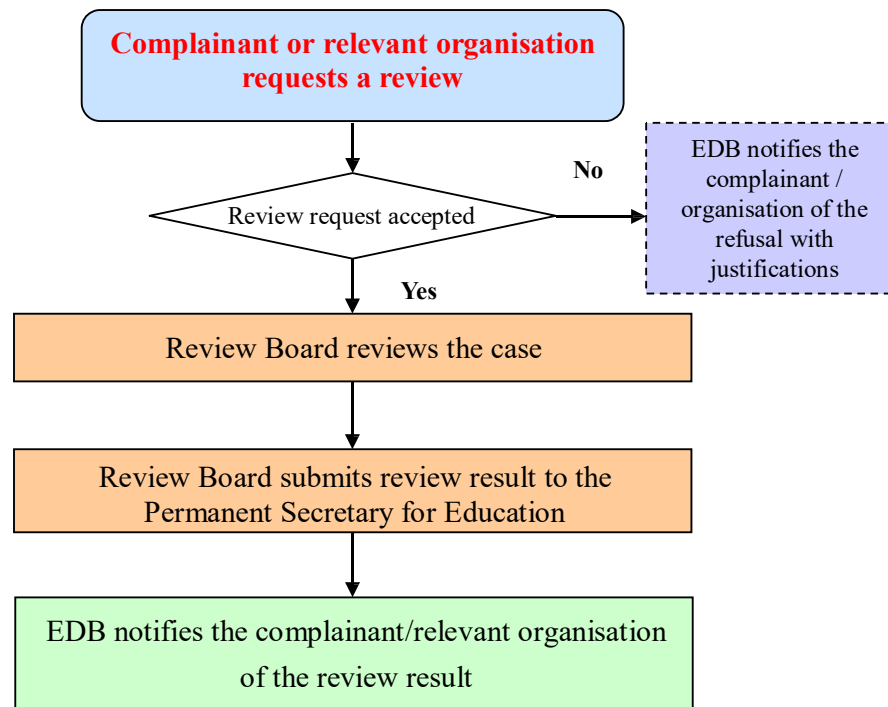 Complainant or relevant organisation
requests a review
No
EDB notifies the
complainant /
organisation of the
refusal with
justifications
Review request accepted
Yes
Review Board reviews the case
Review Board submits review result to the
Permanent Secretary for Education
EDB notifies the complainant/relevant organisation
of the review result